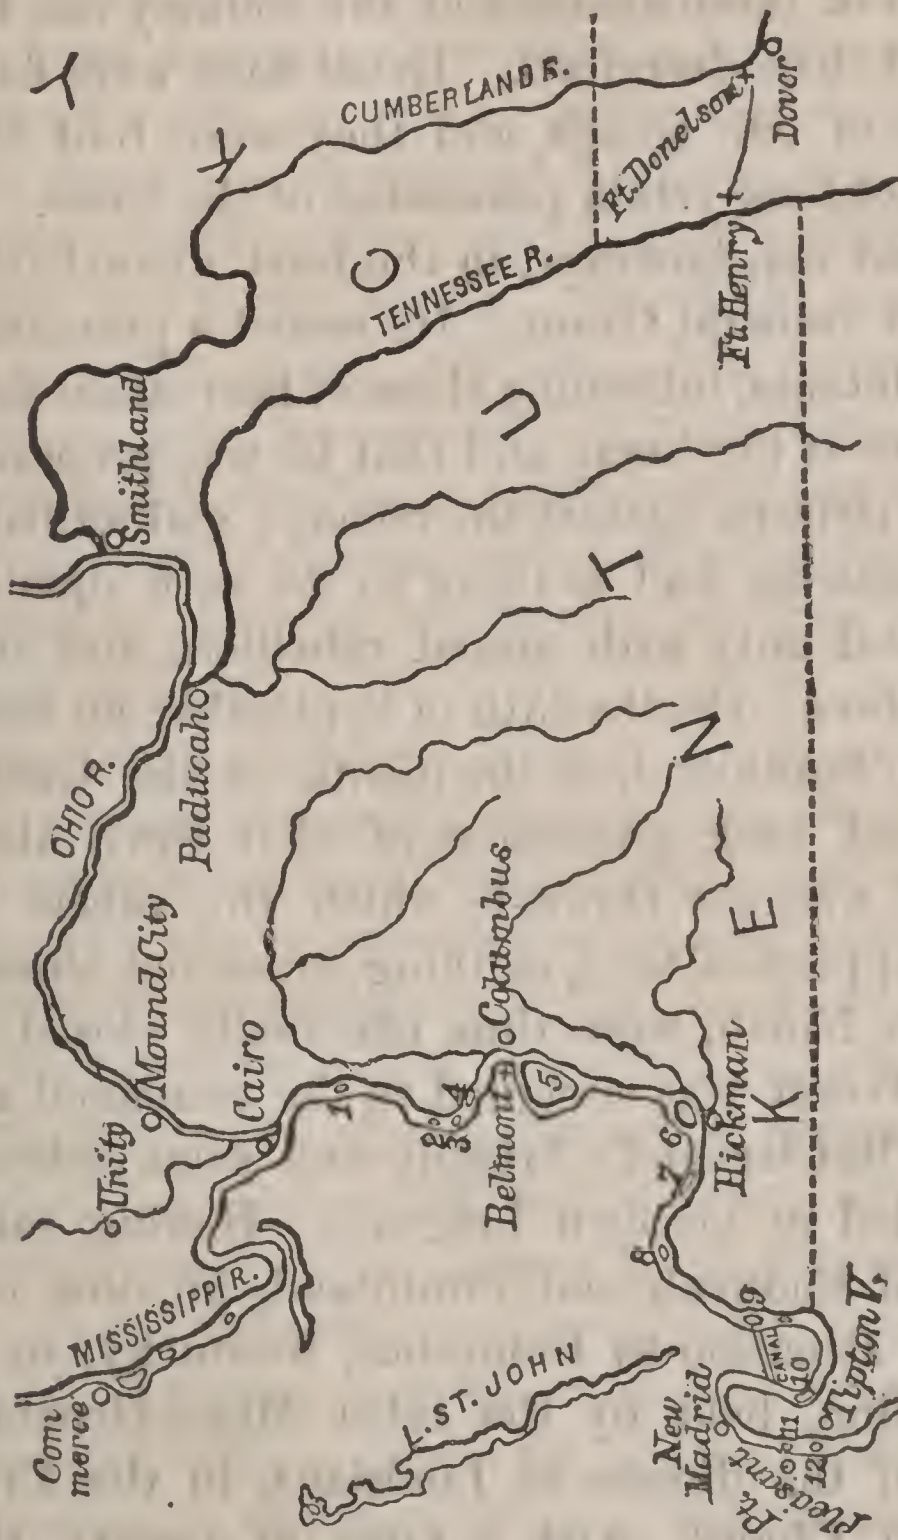 Commerce
MISSISSIPPI R.
Unity
Mound City
Cairo
OHIO R.
Paducah
Smithland
CUMBERLAND R.
TENNESSEE R.
Ft. Donelson
Dover
Ft. Henry
KENTUCKY
1
2
3
4
Belmont
Columbus
5
6
7
Hickman
8
9
CANAL
10
11
12
L. ST. JOHN
New
Madrid
Pt.
Pleasant
Tipton V.